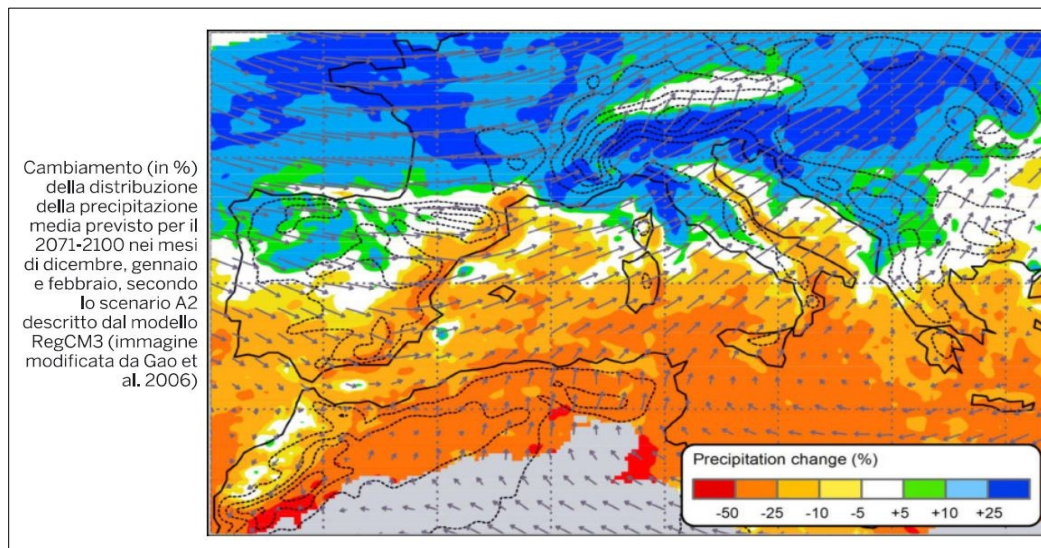 Cambiamento (in %)
della distribuzione
della precipitazione
media previsto per il
2071-2100 nei mesi
di dicembre, gennaio
e febbraio, secondo
lo scenario A2
descritto dal modello
RegCM3 (immagine
modificata da Gao et
al. 2006)
Precipitation change (%)
-50 -25 -10 -5 +5 +10 +25